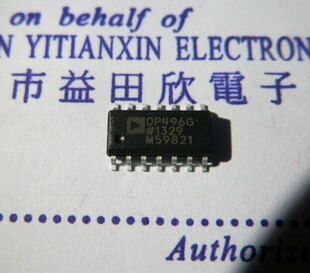 on behalf of
N YITIANXIN ELECTRON
市益田欣電子
OP496G
#1329
M59821
Authoriz